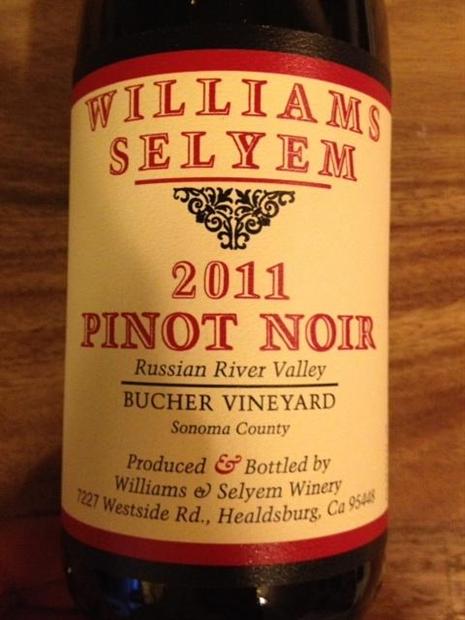 WILLIAMS
SELYEM
2011
PINOT NOIR
Russian River Valley
BUCHER VINEYARD
Sonoma County
Produced & Bottled by
Williams & Selyem Winery
7227 Westside Rd., Healdsburg, Ca 95448